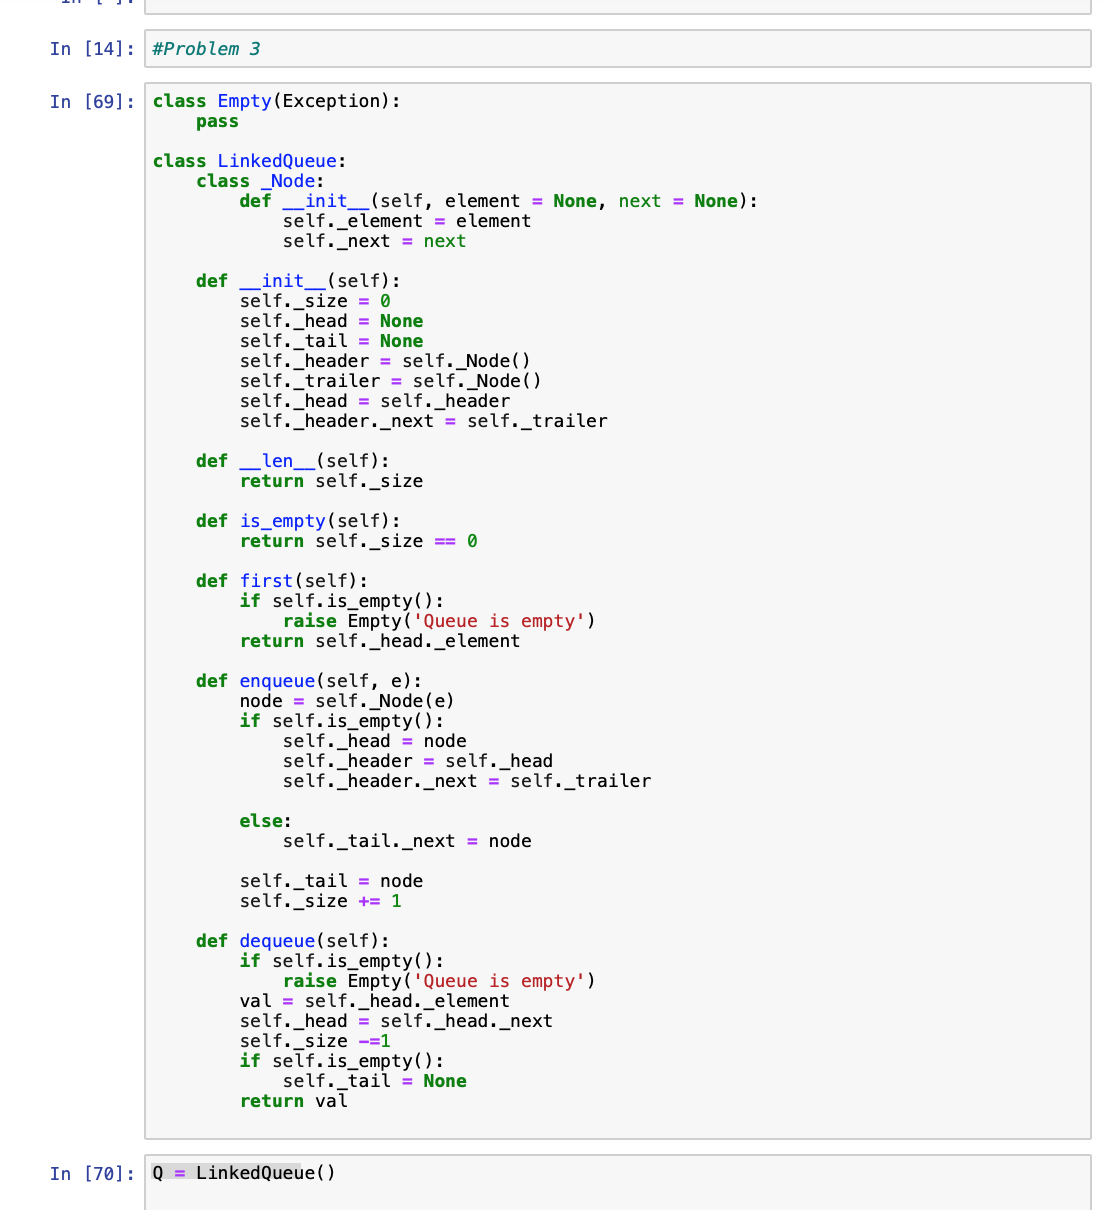 In [14]: #Problem 3
In [69]: class Empty(Exception):
    pass

class LinkedQueue:
    class _Node:
        def __init__(self, element = None, next = None):
            self._element = element
            self._next = next

    def __init__(self):
        self._size = 0
        self._head = None
        self._tail = None
        self._header = self._Node()
        self._trailer = self._Node()
        self._head = self._header
        self._header._next = self._trailer

    def __len__(self):
        return self._size

    def is_empty(self):
        return self._size == 0

    def first(self):
        if self.is_empty():
            raise Empty('Queue is empty')
        return self._head._element

    def enqueue(self, e):
        node = self._Node(e)
        if self.is_empty():
            self._head = node
            self._header = self._head
            self._header._next = self._trailer

        else:
            self._tail._next = node

        self._tail = node
        self._size += 1

    def dequeue(self):
        if self.is_empty():
            raise Empty('Queue is empty')
        val = self._head._element
        self._head = self._head._next
        self._size -=1
        if self.is_empty():
            self._tail = None
        return val

In [70]: Q = LinkedQueue()